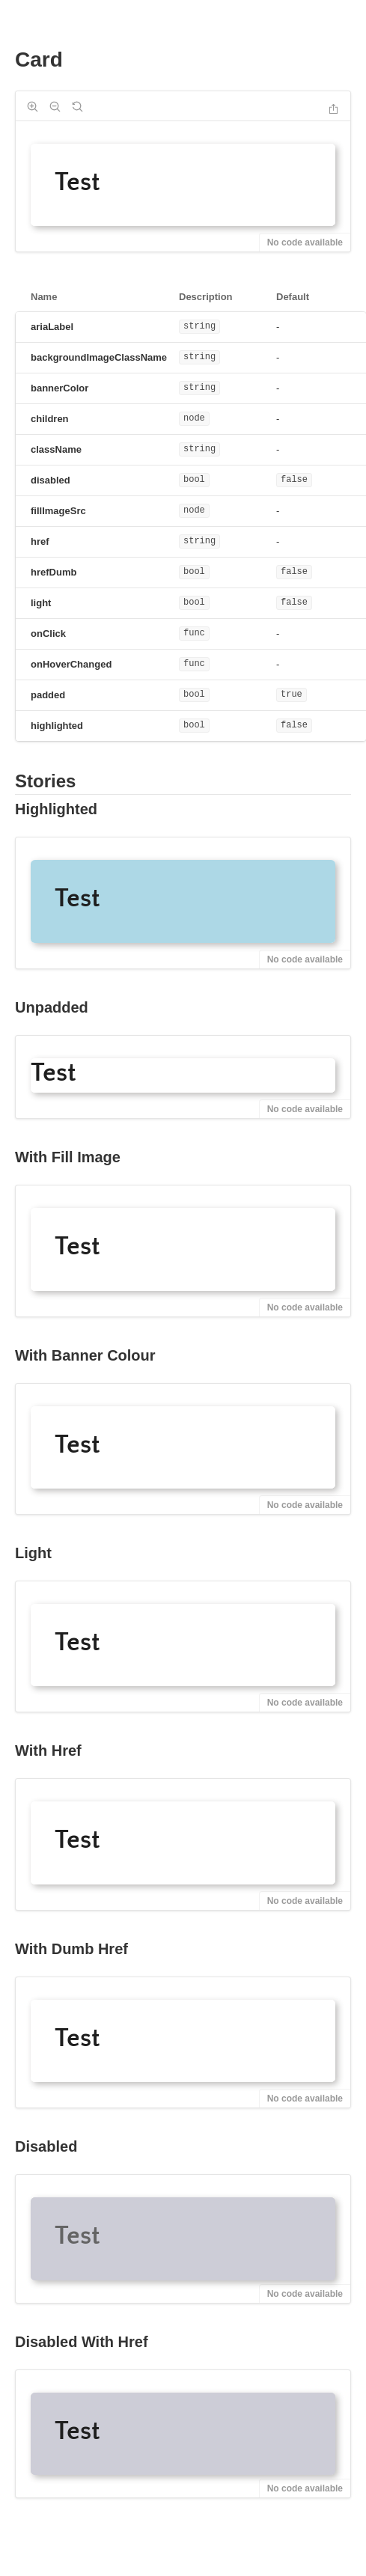 Card
Test
No code available
Name Description Default
ariaLabel string -
backgroundImageClassName string -
bannerColor string -
children node -
className string -
disabled bool false
fillImageSrc node -
href string -
hrefDumb bool false
light bool false
onClick func -
onHoverChanged func -
padded bool true
highlighted bool false
Stories
Highlighted
Test
No code available
Unpadded
Test
No code available
With Fill Image
Test
No code available
With Banner Colour
Test
No code available
Light
Test
No code available
With Href
Test
No code available
With Dumb Href
Test
No code available
Disabled
Test
No code available
Disabled With Href
Test
No code available